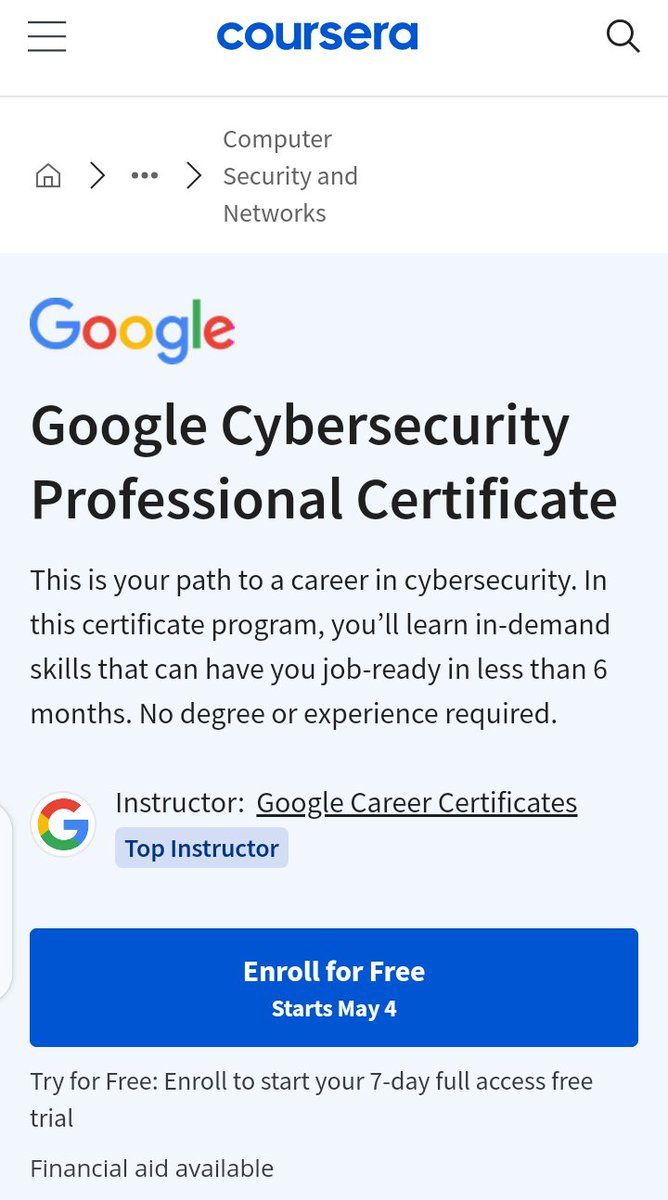 coursera
Computer
Security and
Networks
Google
Google Cybersecurity
Professional Certificate
This is your path to a career in cybersecurity. In
this certificate program, you’ll learn in-demand
skills that can have you job-ready in less than 6
months. No degree or experience required.
Instructor: Google Career Certificates
Top Instructor
Enroll for Free
Starts May 4
Try for Free: Enroll to start your 7-day full access free
trial
Financial aid available